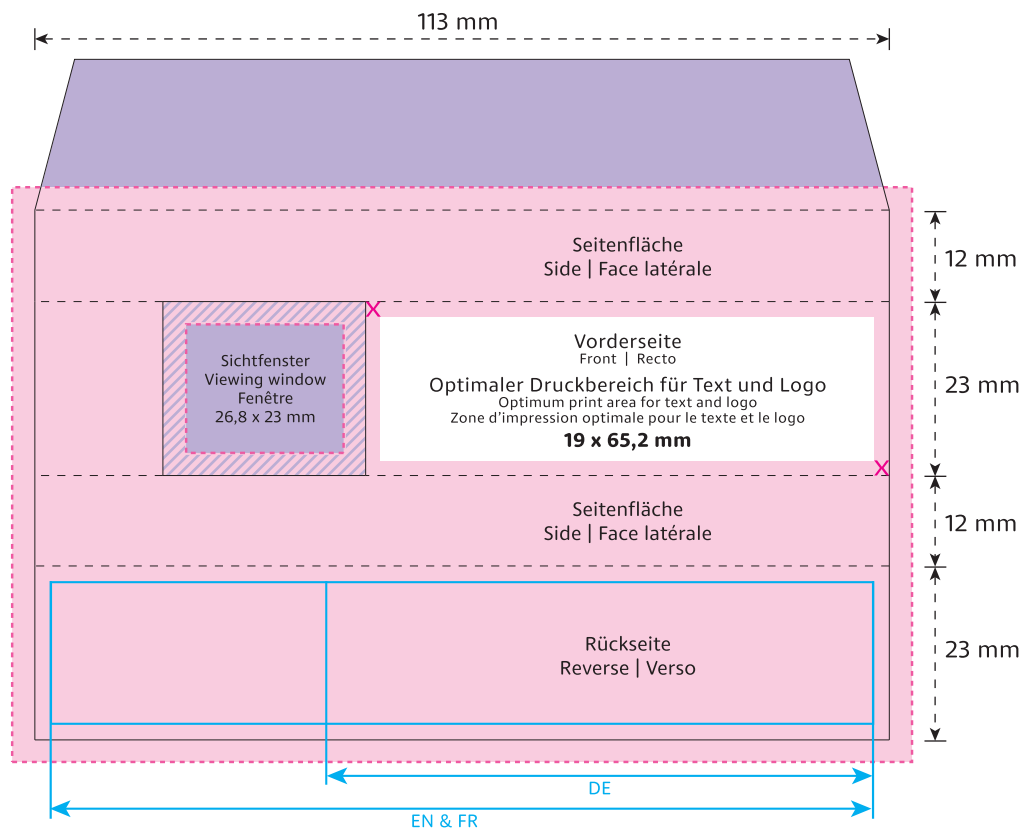 113 mm
Seitenfläche
Side | Face latérale
12 mm
X
Sichtfenster
Viewing window
Fenêtre
26,8 x 23 mm
Vorderseite
Front | Recto
Optimaler Druckbereich für Text und Logo
Optimum print area for text and logo
Zone d'impression optimale pour le texte et le logo
19 x 65,2 mm
23 mm
X
Seitenfläche
Side | Face latérale
12 mm
Rückseite
Reverse | Verso
23 mm
DE
EN & FR